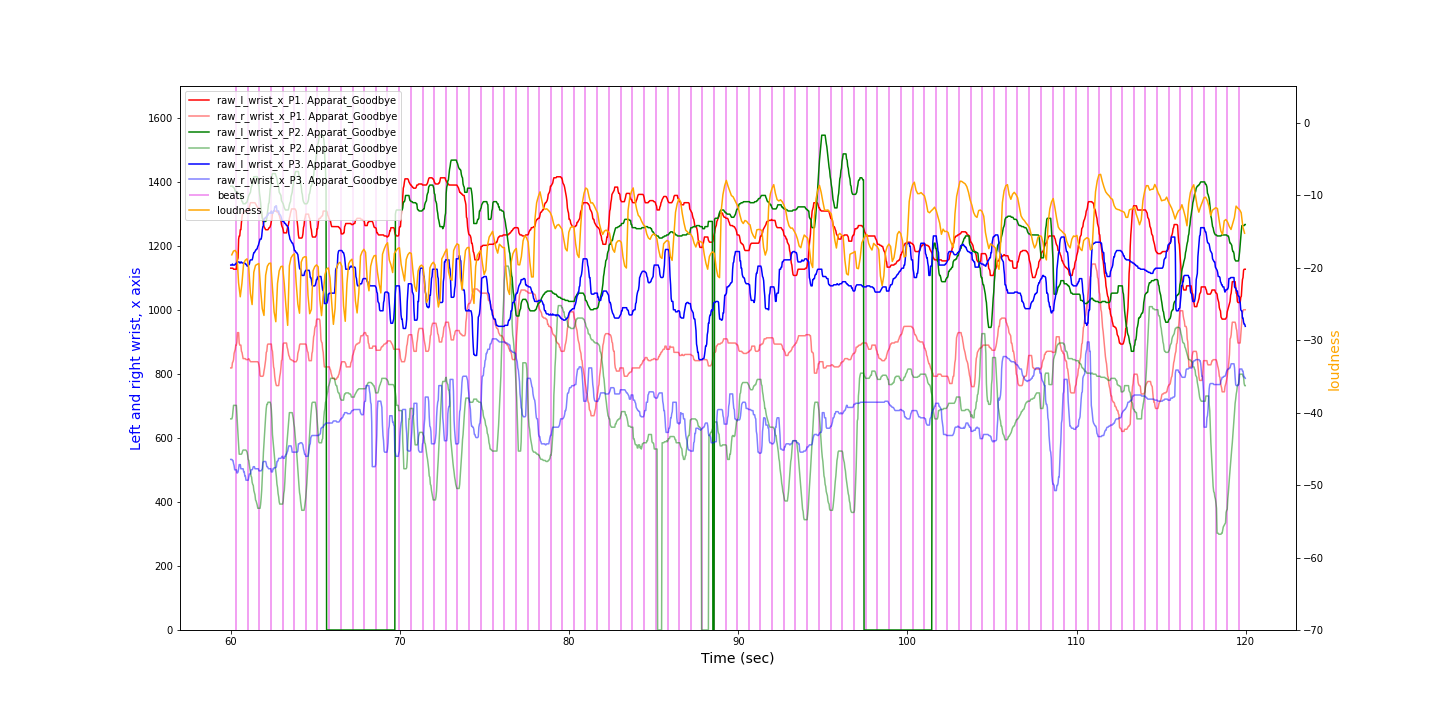 raw_l_wrist_x_P1. Apparat_Goodbye
raw_r_wrist_x_P1. Apparat_Goodbye
raw_l_wrist_x_P2. Apparat_Goodbye
raw_r_wrist_x_P2. Apparat_Goodbye
raw_l_wrist_x_P3. Apparat_Goodbye
raw_r_wrist_x_P3. Apparat_Goodbye
beats
loudness
Left and right wrist, x axis
1600
1400
1200
1000
800
600
400
200
0
60
60
80
90
100
110
120
Time (sec)
0
−10
−20
−30
−40
−50
−60
−70
loudness